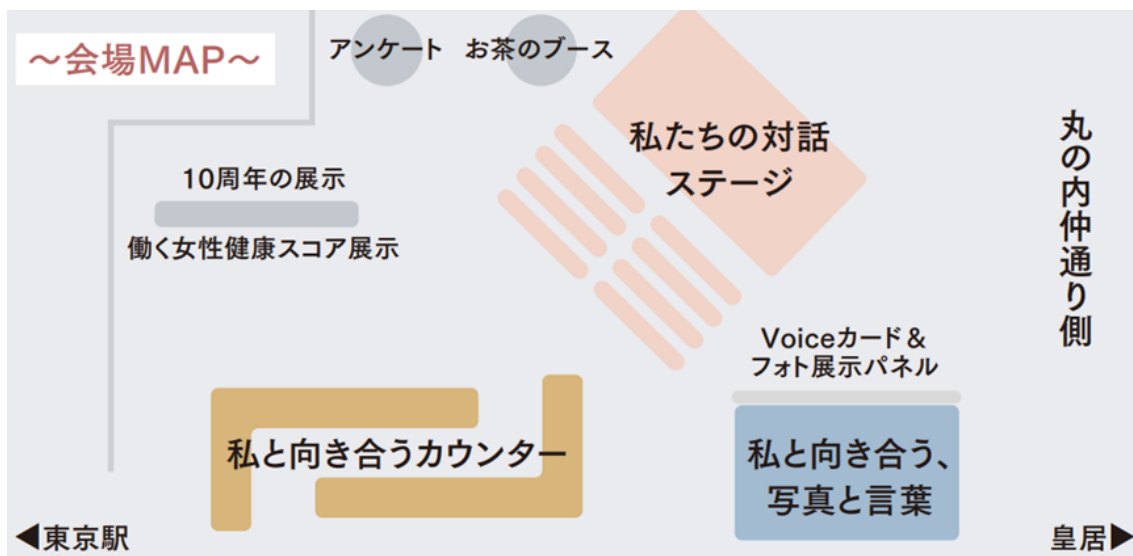 〜会場MAP〜
アンケート
お茶のブース
私たちの対話
ステージ
丸の内仲通り側
10周年の展示
働く女性健康スコア展示
Voiceカード＆
フォト展示パネル
私と向き合うカウンター
私と向き合う、
写真と言葉
◀東京駅
皇居▶